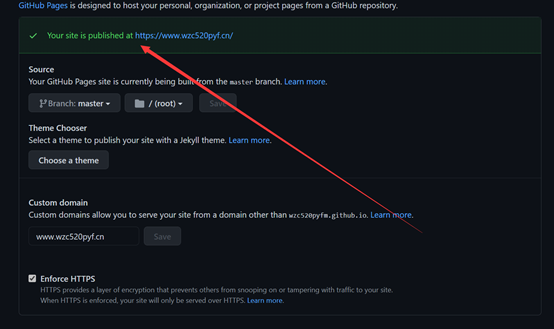 GitHub Pages is designed to host your personal, organization, or project pages from a GitHub repository.
Your site is published at https://www.wzc520pyf.cn/
Source
Your GitHub Pages site is currently being built from the master branch. Learn more.
Branch: master
/ (root)
Save
Theme Chooser
Select a theme to publish your site with a Jekyll theme. Learn more.
Choose a theme
Custom domain
Custom domains allow you to serve your site from a domain other than wzc520pyfm.github.io. Learn more.
www.wzc520pyf.cn
Save
Enforce HTTPS
HTTPS provides a layer of encryption that prevents others from snooping on or tampering with traffic to your site.
When HTTPS is enforced, your site will only be served over HTTPS. Learn more.